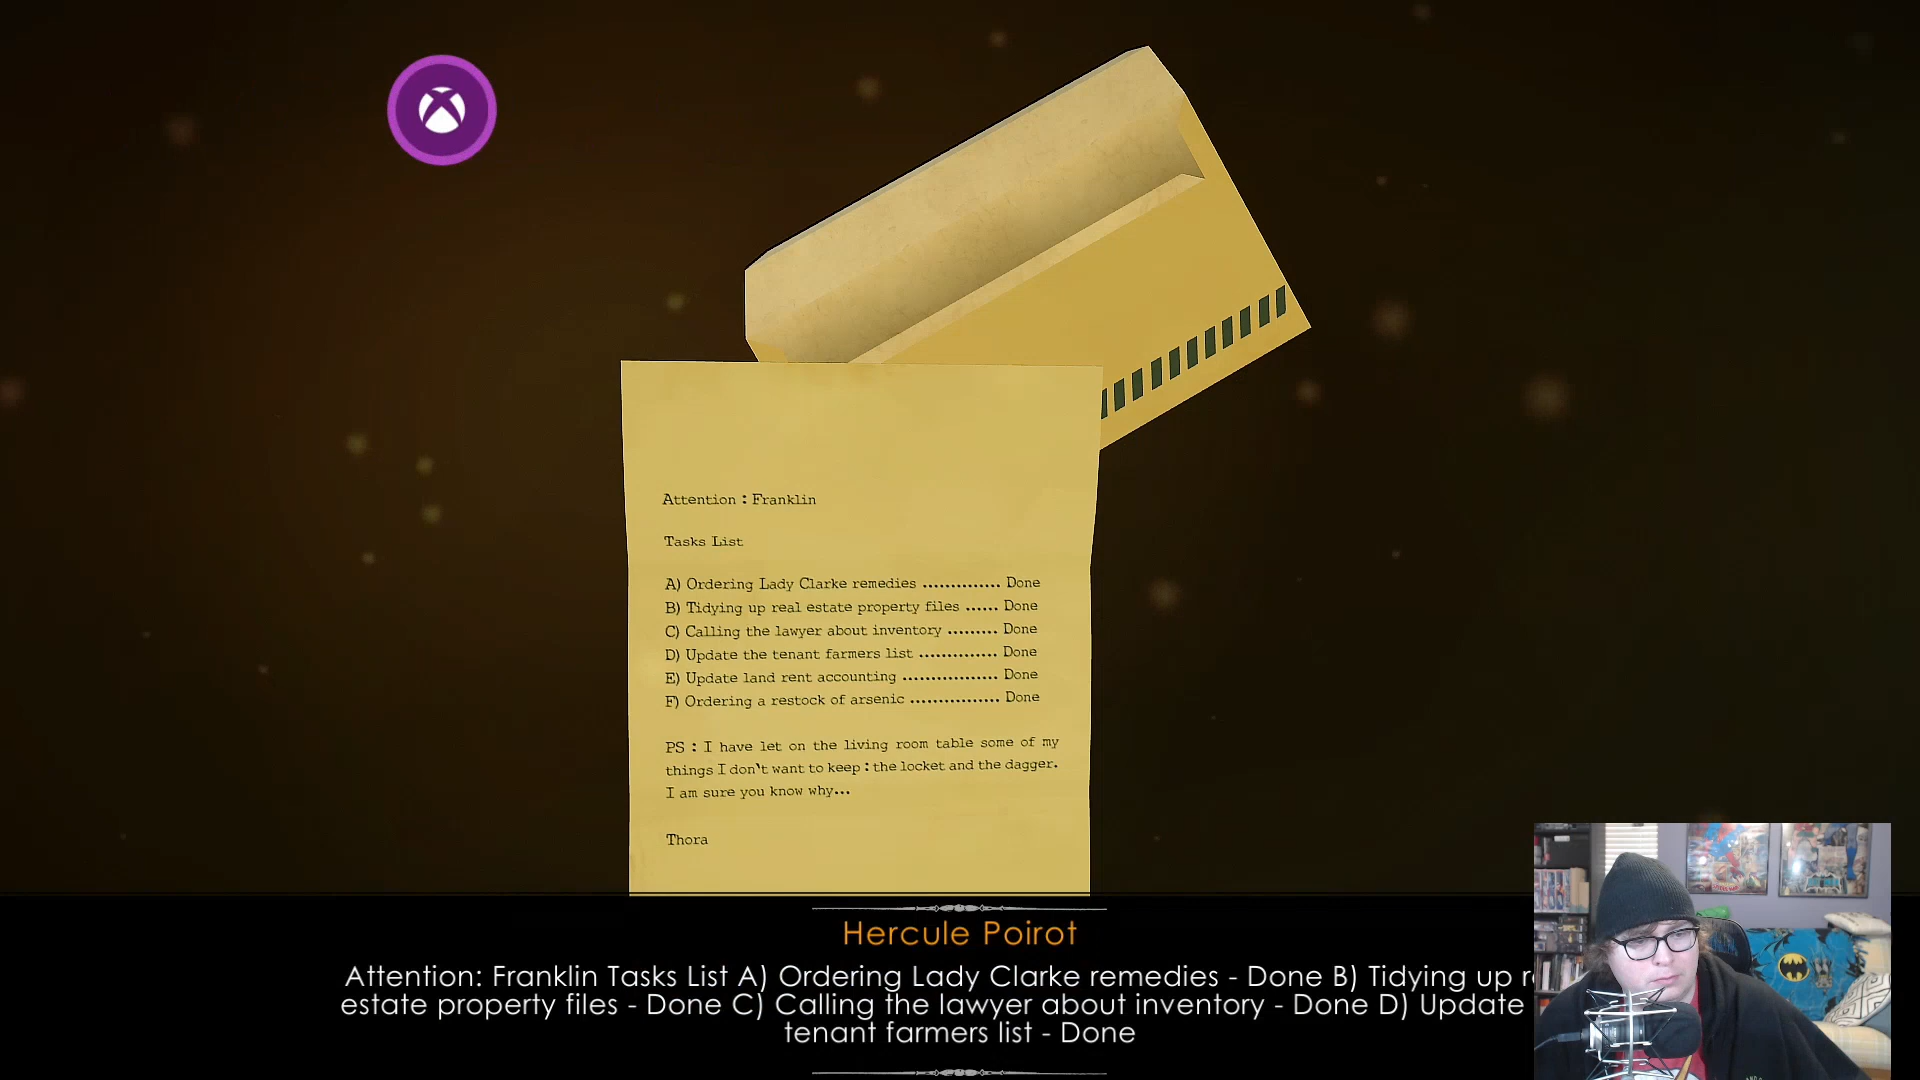 Attention : Franklin
Tasks List
A) Ordering Lady Clarke remedies .............. Done
B) Tidying up real estate property files ...... Done
C) Calling the lawyer about inventory ......... Done
D) Update the tenant farmers list .............. Done
E) Update land rent accounting ................. Done
F) Ordering a restock of arsenic ................ Done
PS : I have let on the living room table some of my
things I don't want to keep : the locket and the dagger.
I am sure you know why...
Thora
Hercule Poirot
Attention: Franklin Tasks List A) Ordering Lady Clarke remedies - Done B) Tidying up
estate property files - Done C) Calling the lawyer about inventory - Done D) Update
tenant farmers list - Done